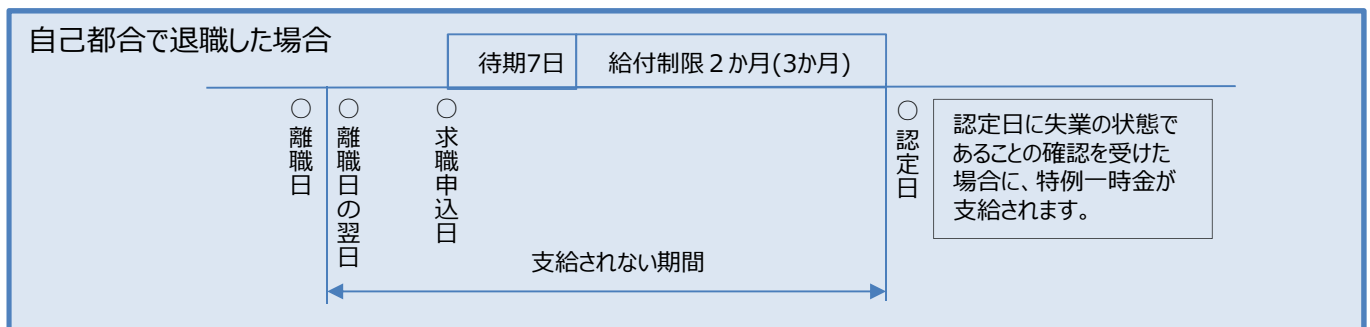 自己都合で退職した場合
待期7日
給付制限２か月(3か月)
○離職日
○離職日の翌日
○求職申込日
○認定日
認定日に失業の状態で
あることの確認を受けた
場合に、特例一時金が
支給されます。
支給されない期間